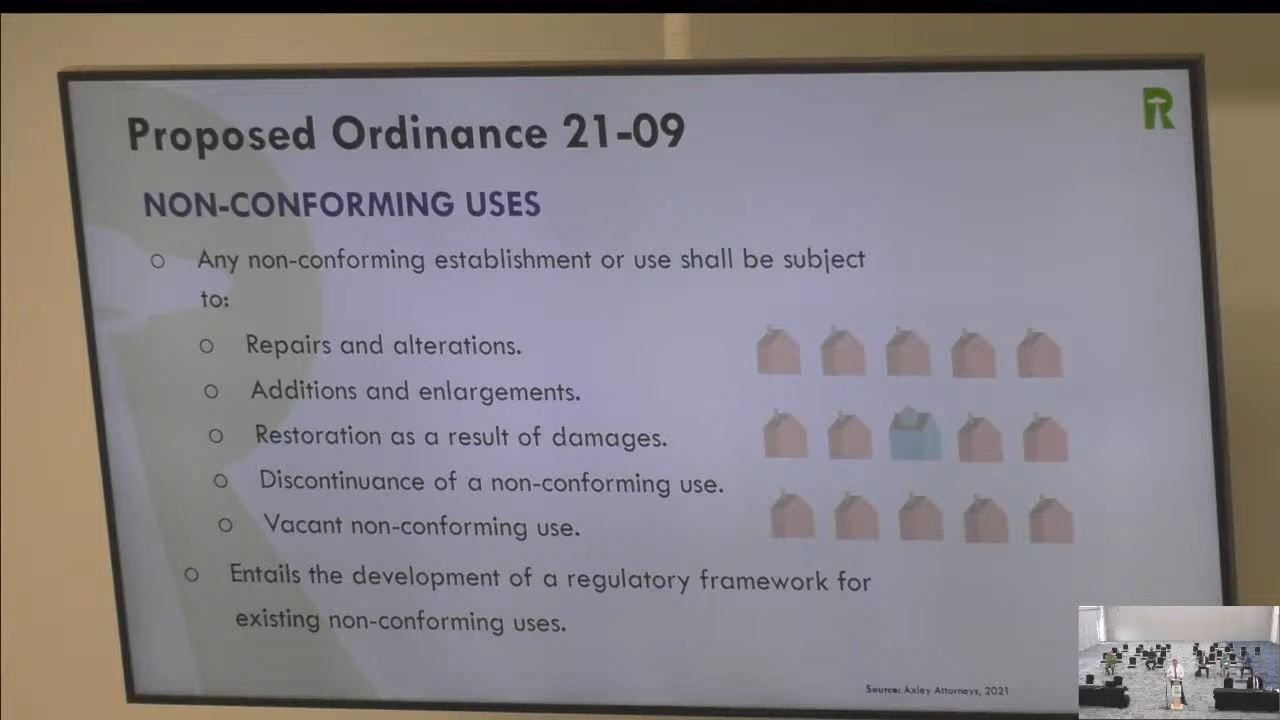 Proposed Ordinance 21-09
R
NON-CONFORMING USES
Any non-conforming establishment or use shall be subject
to:
Repairs and alterations.
Additions and enlargements.
Restoration as a result of damages.
Discontinuance of a non-conforming use.
Vacant non-conforming use.
Entails the development of a regulatory framework for
existing non-conforming uses.
Source: Axley Attorneys, 2021